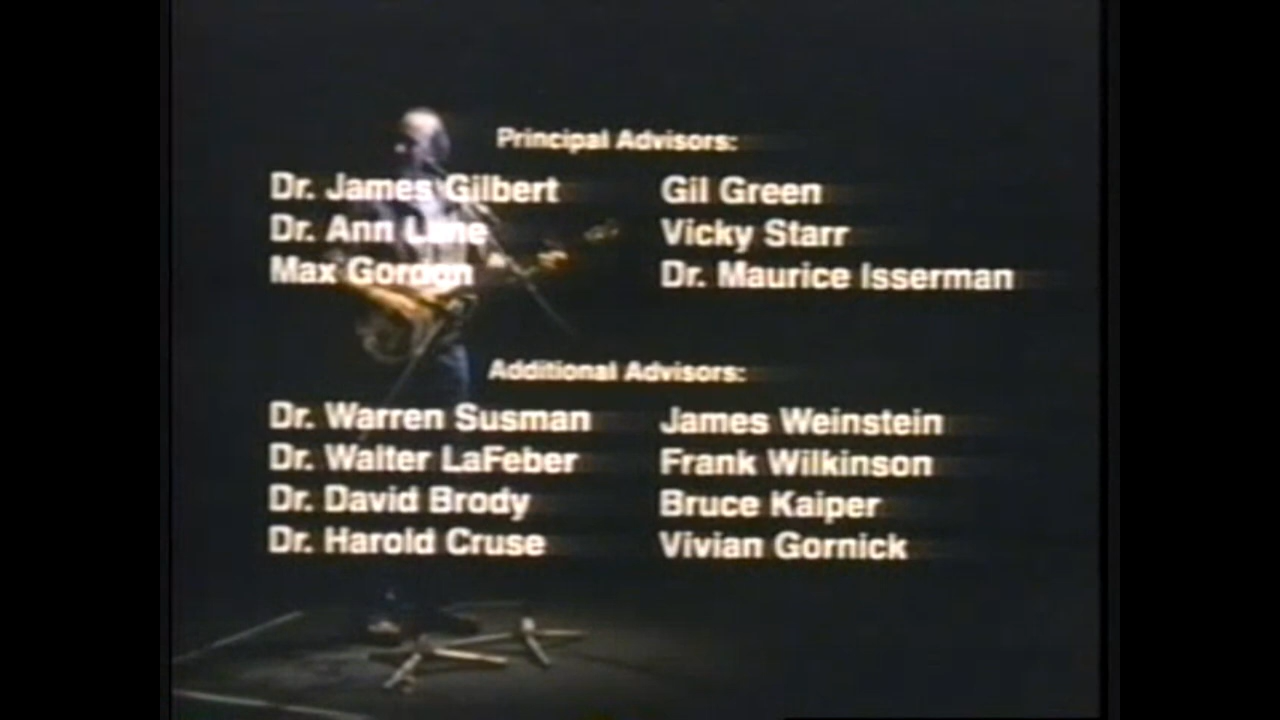 Principal Advisors:
Dr. James Gilbert
Dr. Ann Lane
Max Gordon
Gil Green
Vicky Starr
Dr. Maurice Isserman
Additional Advisors:
Dr. Warren Susman
Dr. Walter LaFeber
Dr. David Brody
Dr. Harold Cruse
James Weinstein
Frank Wilkinson
Bruce Kaiper
Vivian Gornick